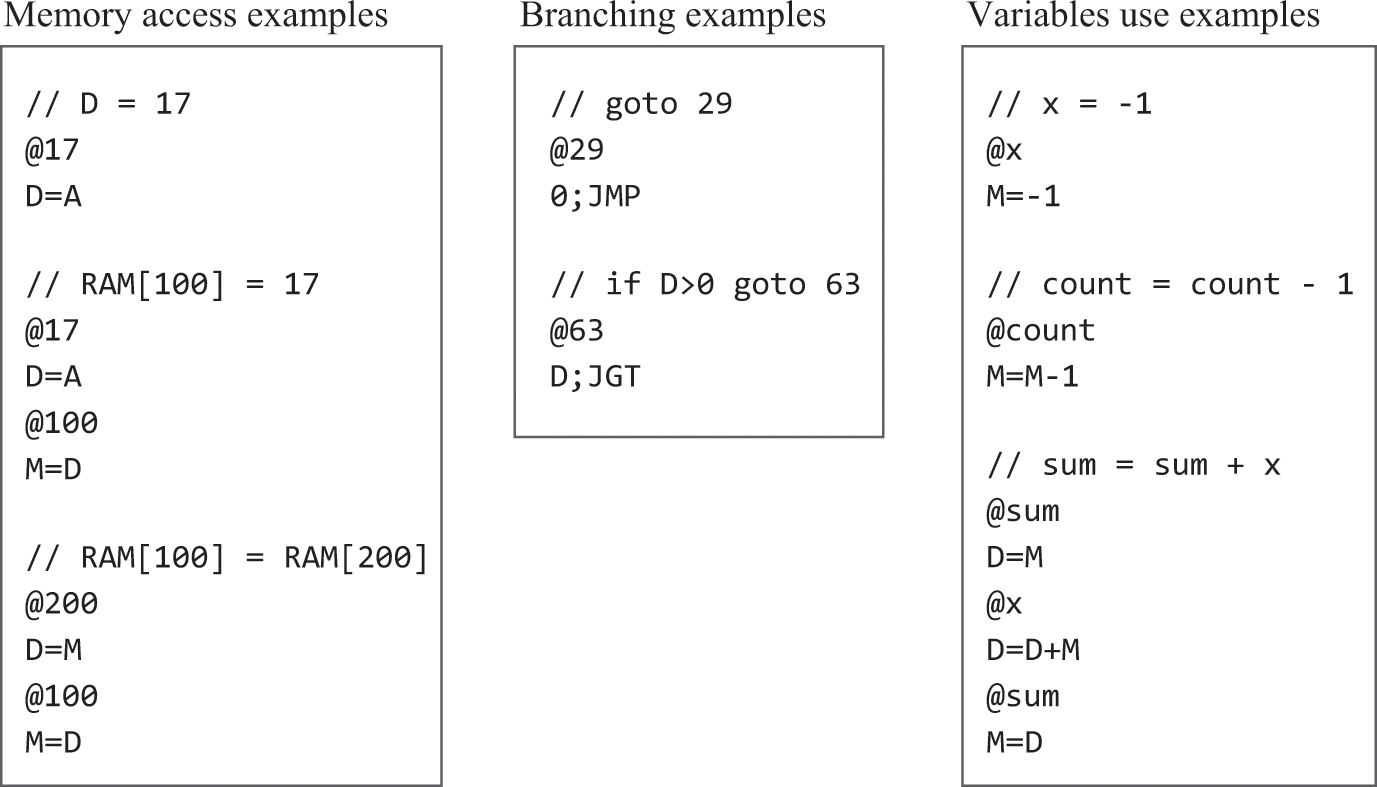 Memory access examples
// D = 17
@17
D=A
// RAM[100] = 17
@17
D=A
@100
M=D
// RAM[100] = RAM[200]
@200
D=M
@100
M=D
Branching examples
// goto 29
@29
0;JMP
// if D>0 goto 63
@63
D;JGT
Variables use examples
// x = -1
@x
M=-1
// count = count - 1
@count
M=M-1
// sum = sum + x
@sum
D=M
@x
D=D+M
@sum
M=D